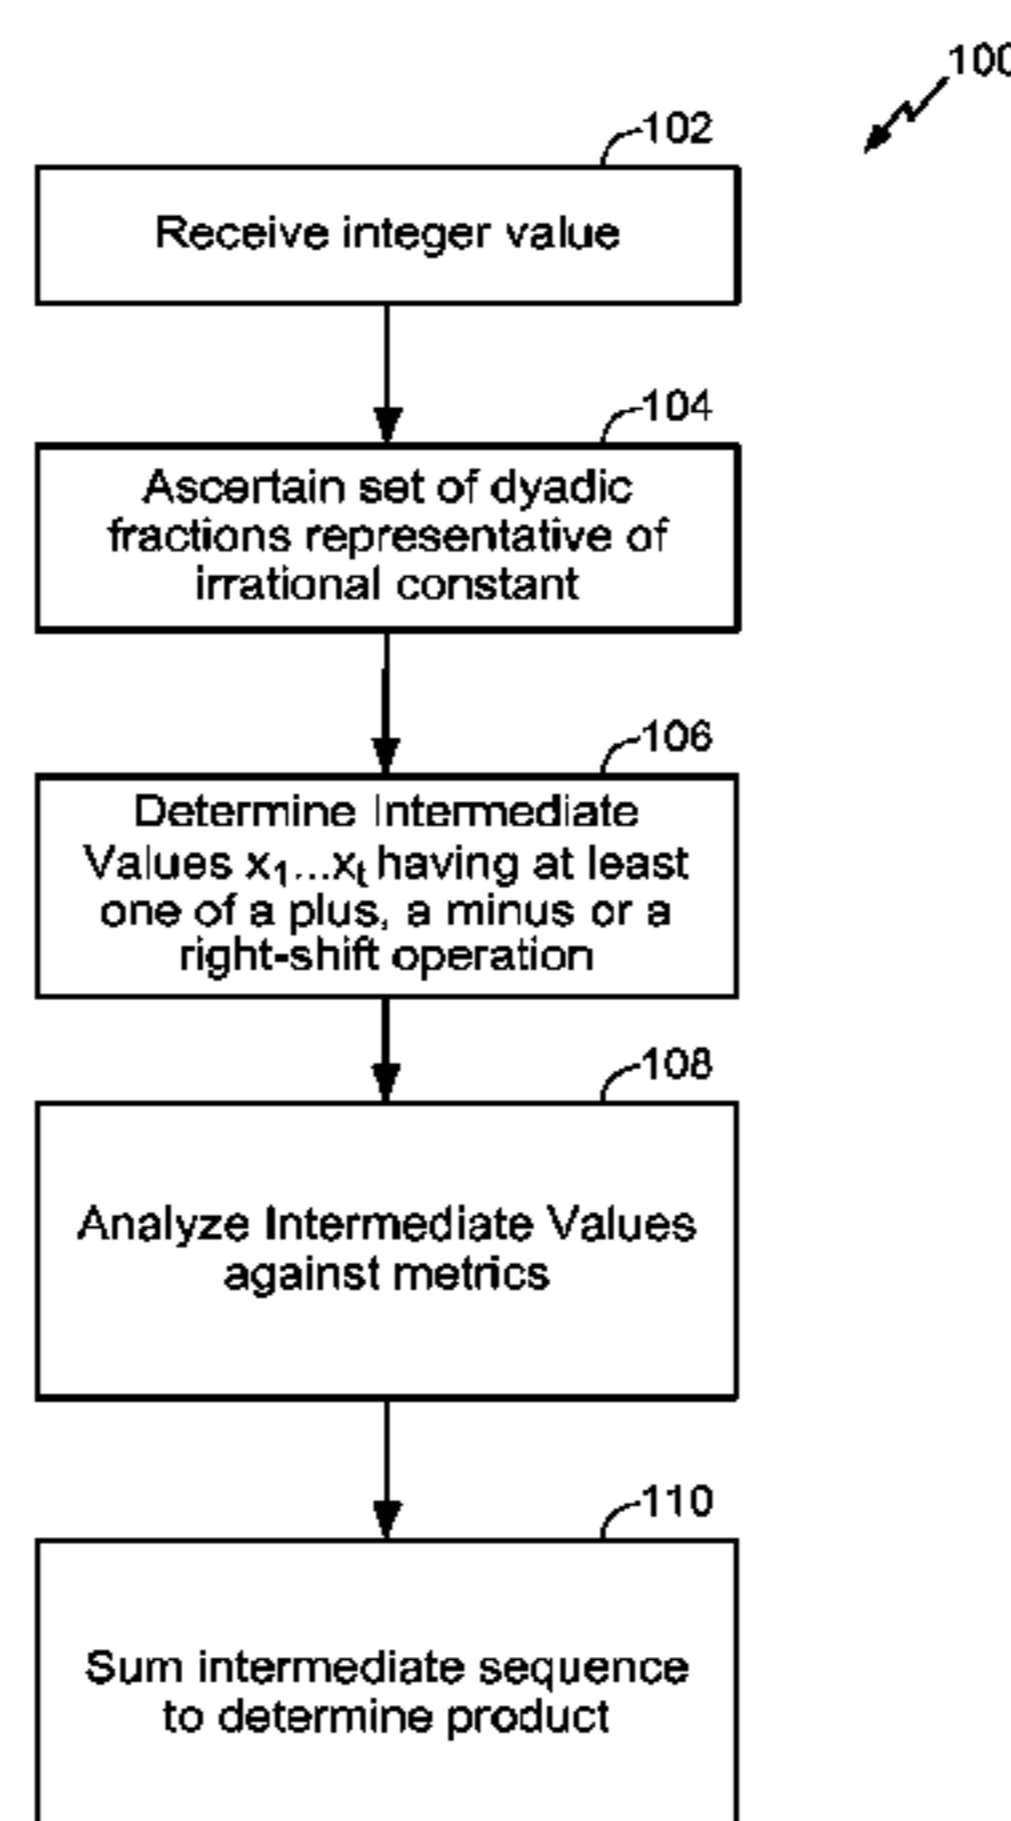 100
102
Receive integer value
104
Ascertain set of dyadic
fractions representative of
irrational constant
106
Determine Intermediate
Values x1...xt having at least
one of a plus, a minus or a
right-shift operation
108
Analyze Intermediate Values
against metrics
110
Sum intermediate sequence
to determine product